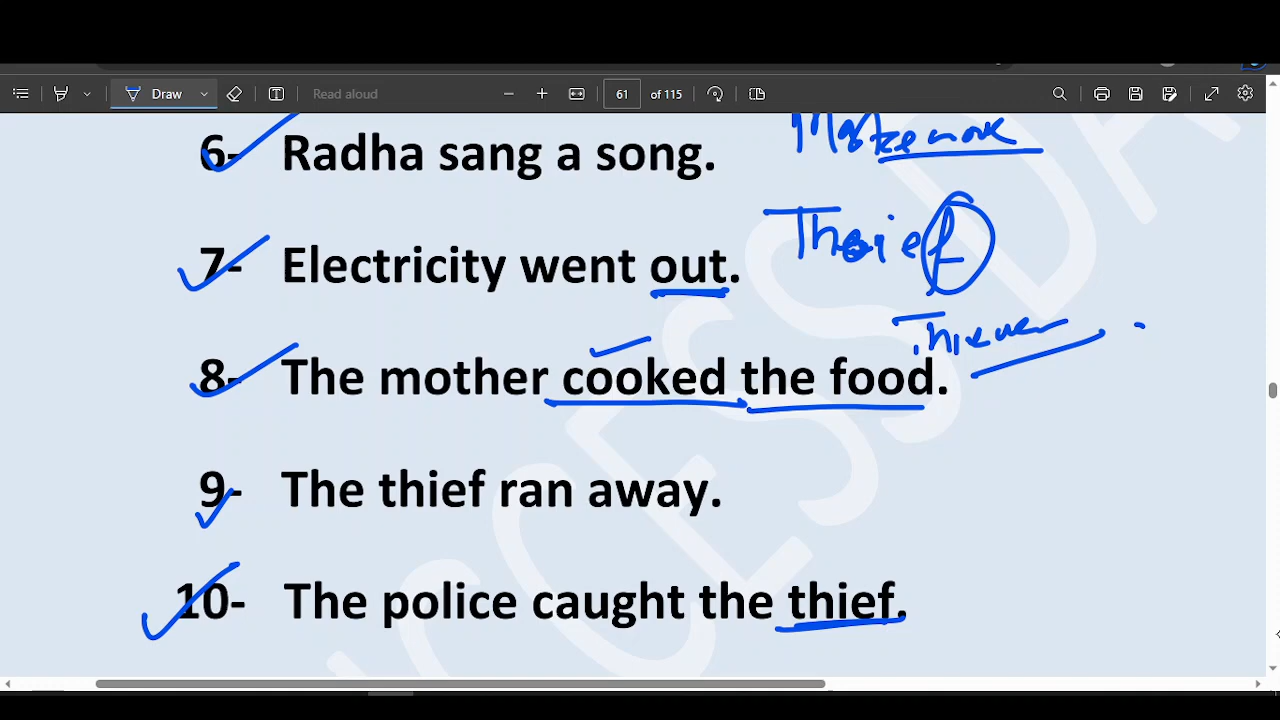 Draw
Read aloud
61 of 115
6- Radha sang a song.
Thief
7- Electricity went out.
8- The mother cooked the food.
9- The thief ran away.
10- The police caught the thief.